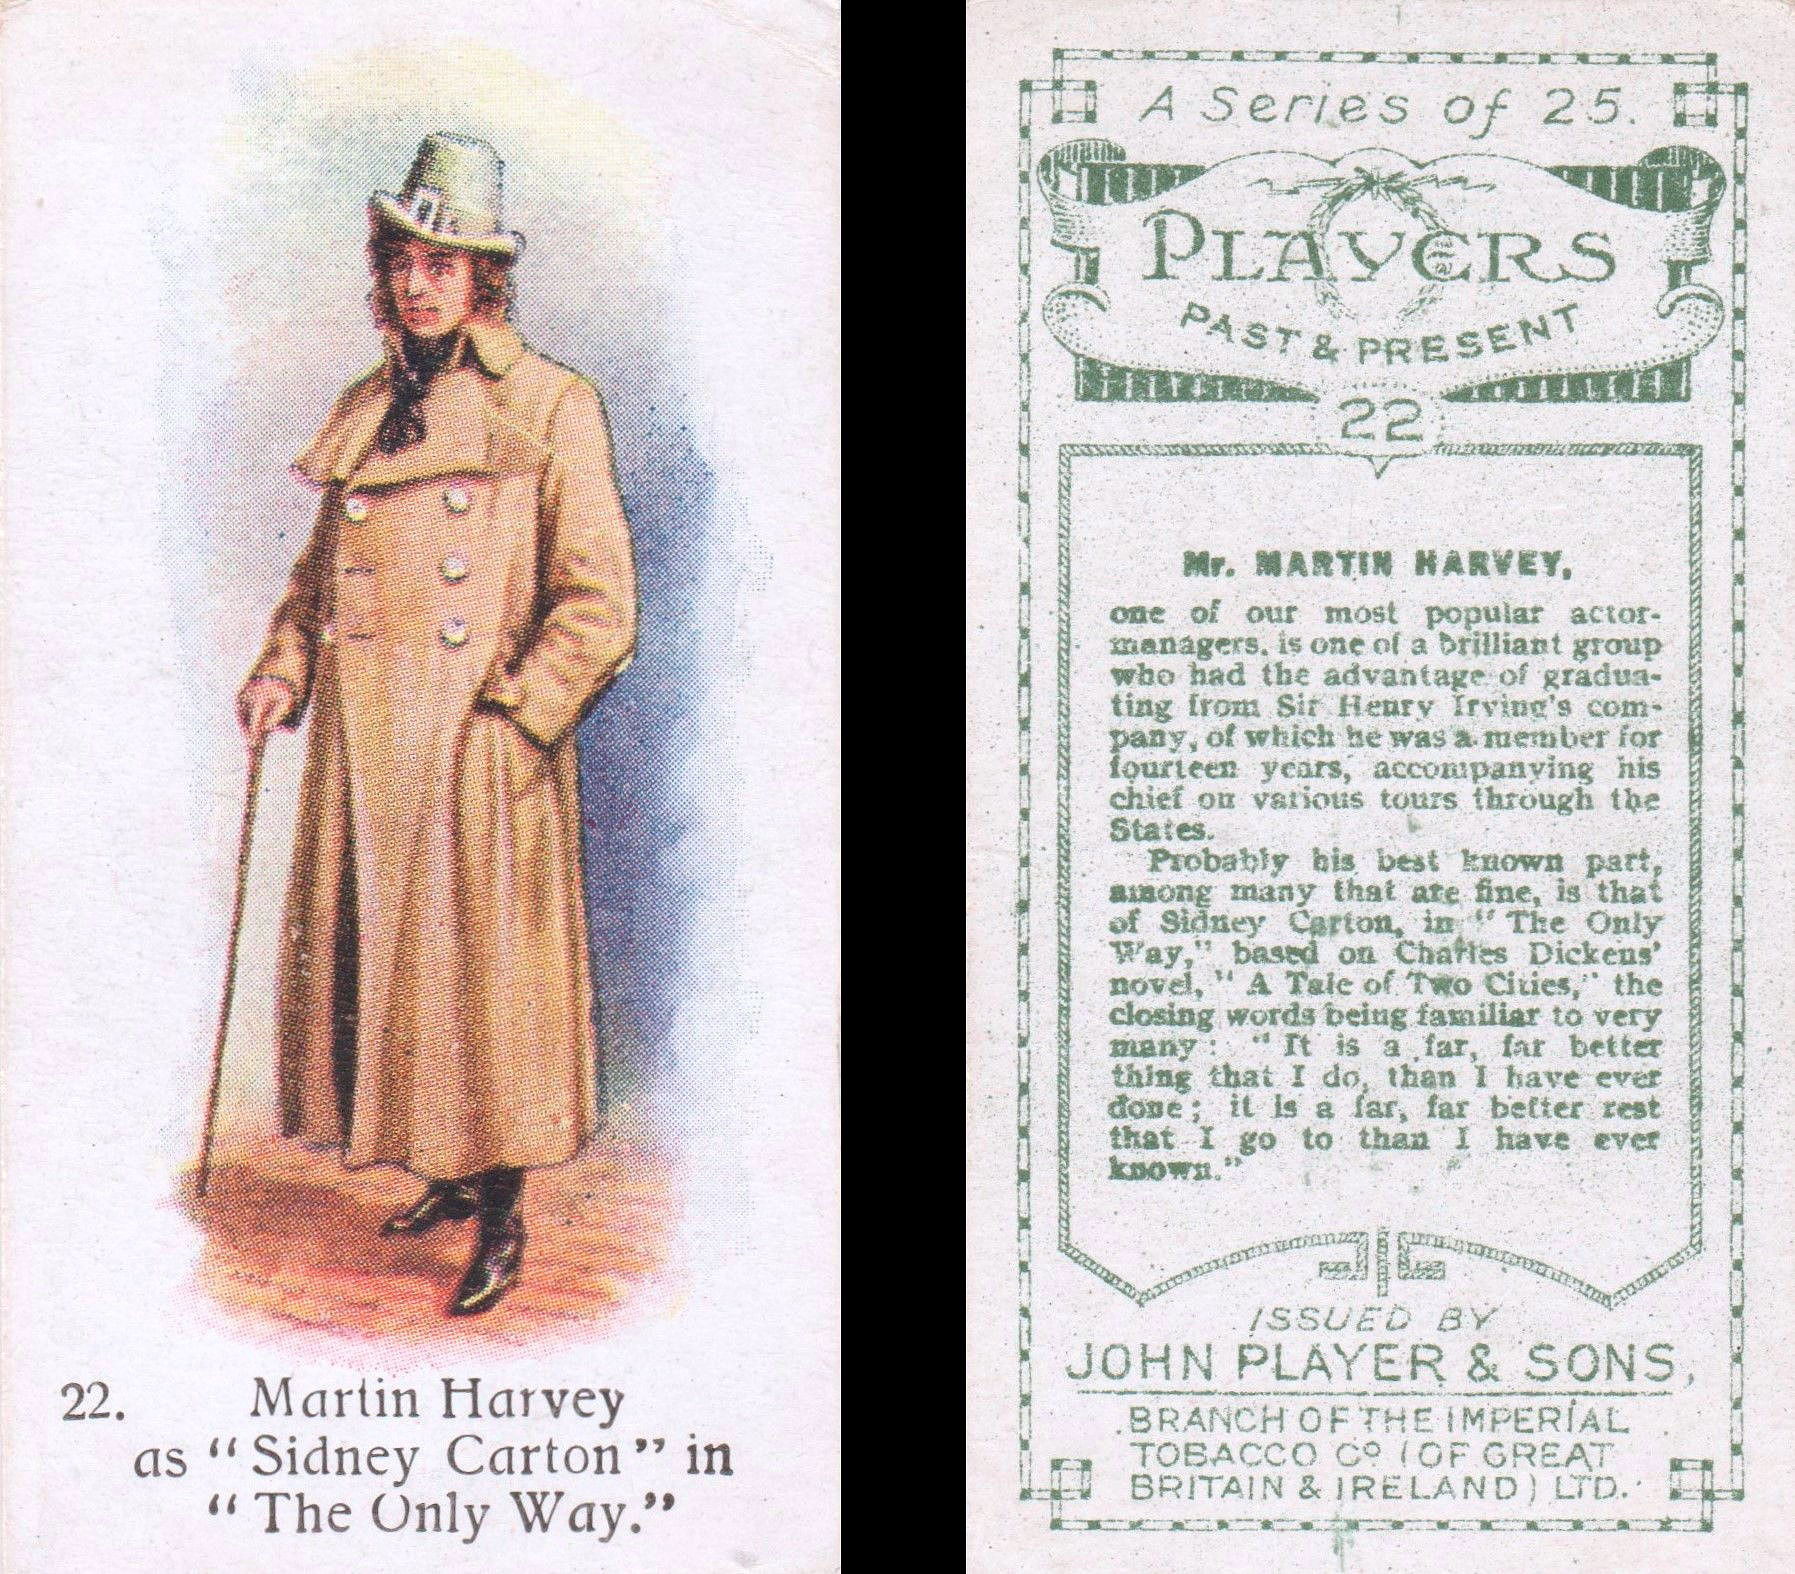 22. Martin Harvey
as "Sidney Carton" in
"The Only Way."
A Series of 25.
PLAYERS
PAST & PRESENT
22
Mr. MARTIN HARVEY,
one of our most popular actor-
managers, is one of a brilliant group
who had the advantage of gradua-
ting from Sir Henry Irving's com-
pany, of which he was a member for
fourteen years, accompanying his
chief on various tours through the
States.
Probably his best known part,
among many that are fine, is that
of Sidney Carton, in "The Only
Way," based on Charles Dickens'
novel, "A Tale of Two Cities," the
closing words being familiar to very
many: "It is a far, far better
thing that I do, than I have ever
done; it is a far, far better rest
that I go to than I have ever
known."
ISSUED BY
JOHN PLAYER & SONS,
BRANCH OF THE IMPERIAL
TOBACCO Cº (OF GREAT
BRITAIN & IRELAND) LTD.